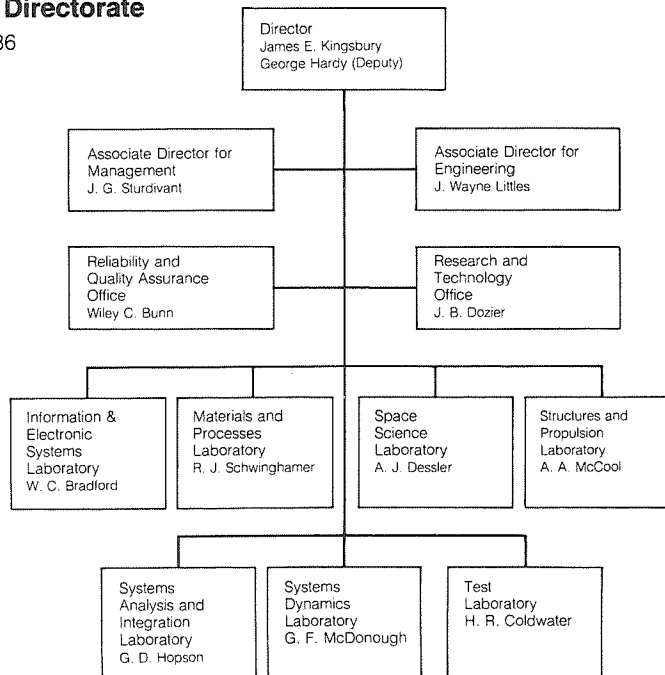 Directorate
36
Director
James E. Kingsbury
George Hardy (Deputy)
Associate Director for
Management
J. G. Sturdivant
Associate Director for
Engineering
J. Wayne Littles
Reliability and
Quality Assurance
Office
Wiley C. Bunn
Research and
Technology
Office
J. B. Dozier
Information &
Electronic
Systems
Laboratory
W. C. Bradford
Materials and
Processes
Laboratory
R. J. Schwinghamer
Space
Science
Laboratory
A. J. Dessler
Structures and
Propulsion
Laboratory
A. A. McCool
Systems
Analysis and
Integration
Laboratory
G. D. Hopson
Systems
Dynamics
Laboratory
G. F. McDonough
Test
Laboratory
H. R. Coldwater